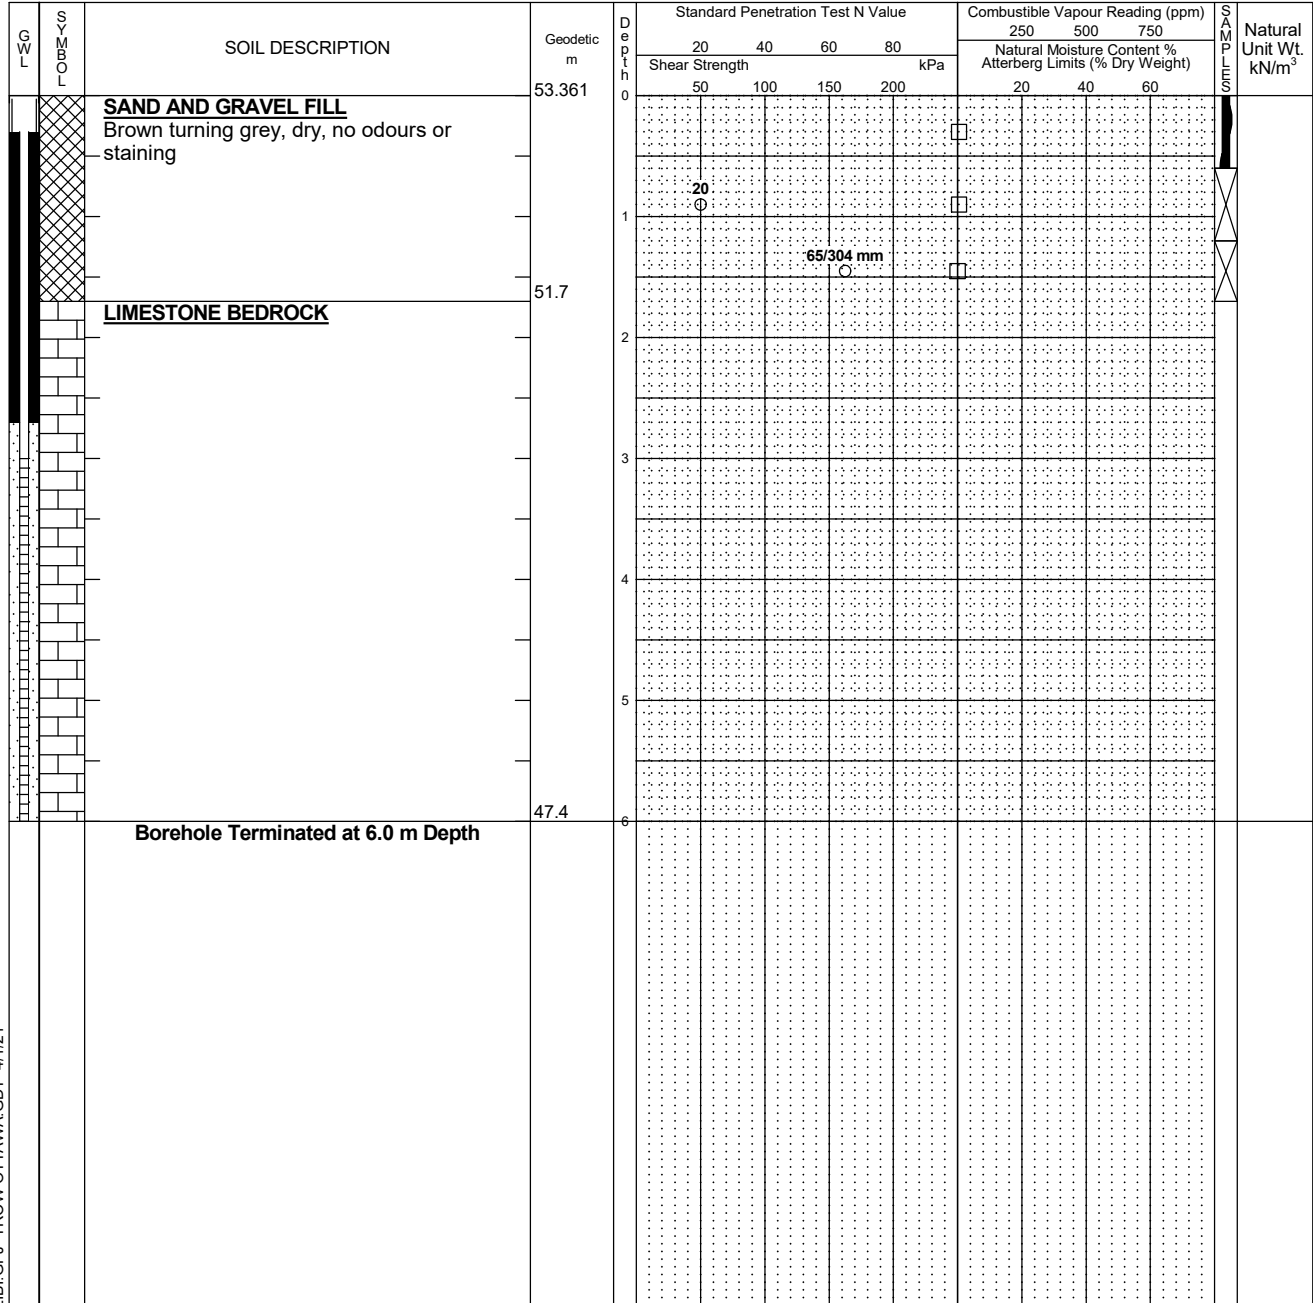 GWL
SYMBOL
SOIL DESCRIPTION
Geodetic
m
Depth
Standard Penetration Test N Value
20 40 60 80
Shear Strength kPa
50 100 150 200
Combustible Vapour Reading (ppm)
250 500 750
Natural Moisture Content %
Atterberg Limits (% Dry Weight)
20 40 60
SAMPLES
Natural
Unit Wt.
kN/m³
53.361
0
SAND AND GRAVEL FILL
Brown turning grey, dry, no odours or
staining
20
1
65/304 mm
51.7
LIMESTONE BEDROCK
2
3
4
5
47.4
6
Borehole Terminated at 6.0 m Depth